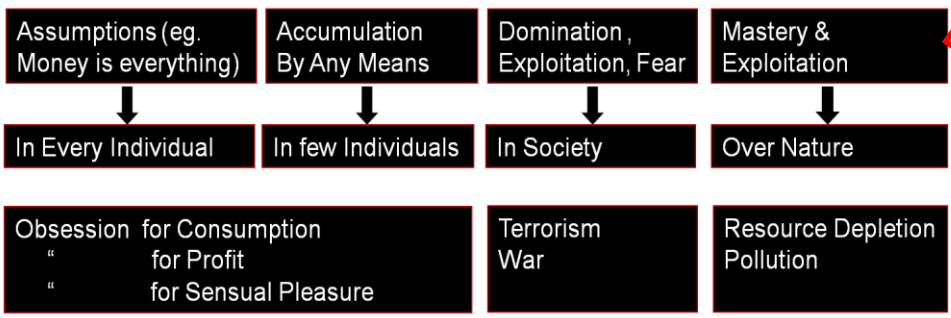 Assumptions (eg.
Money is everything)
Accumulation
By Any Means
Domination ,
Exploitation, Fear
Mastery &
Exploitation
In Every Individual
In few Individuals
In Society
Over Nature
Obsession for Consumption
“ for Profit
“ for Sensual Pleasure
Terrorism
War
Resource Depletion
Pollution